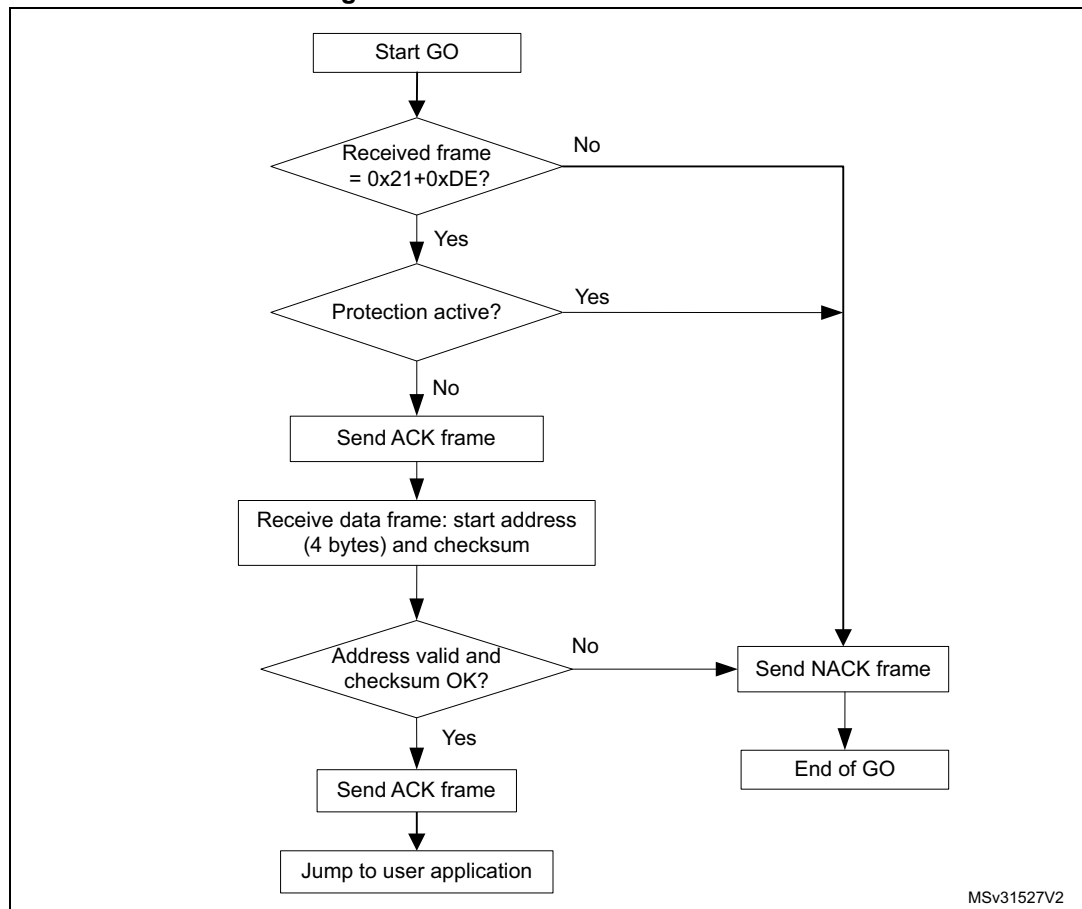 Start GO
Received frame
= 0x21+0xDE?
No
Yes
Protection active?
Yes
No
Send ACK frame
Receive data frame: start address
(4 bytes) and checksum
Address valid and
checksum OK?
No
Send NACK frame
Yes
End of GO
Send ACK frame
Jump to user application
MSv31527V2